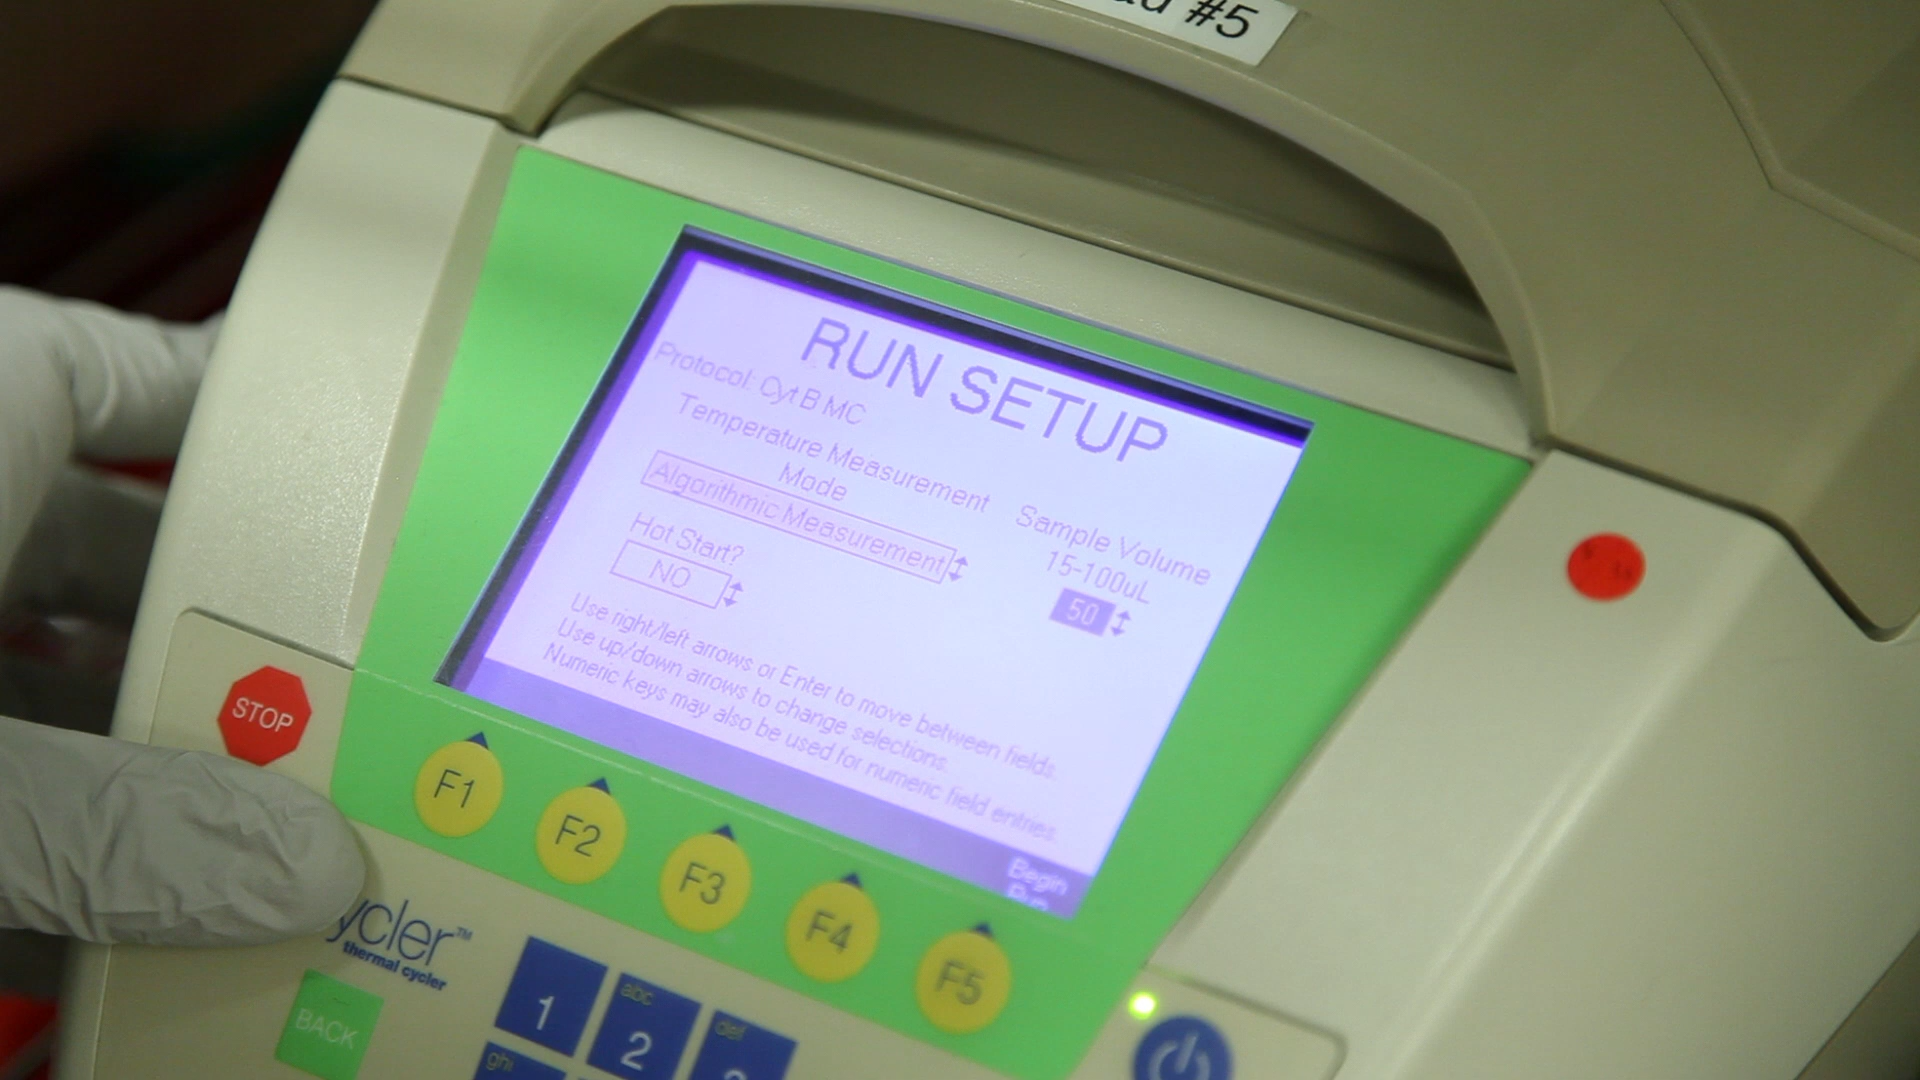 #5
RUN SETUP
Protocol: Cyt B MC
Temperature Measurement
Mode
Algorithmic Measurement
Sample Volume
15-100uL
50
Hot Start?
NO
Use right/left arrows or Enter to move between fields.
Use up/down arrows to change selections.
Numeric keys may also be used for numeric field entries.
Begin
Run
STOP
F1
F2
F3
F4
F5
ycler™
thermal cycler
BACK
1
abc
2
def
3
ghi